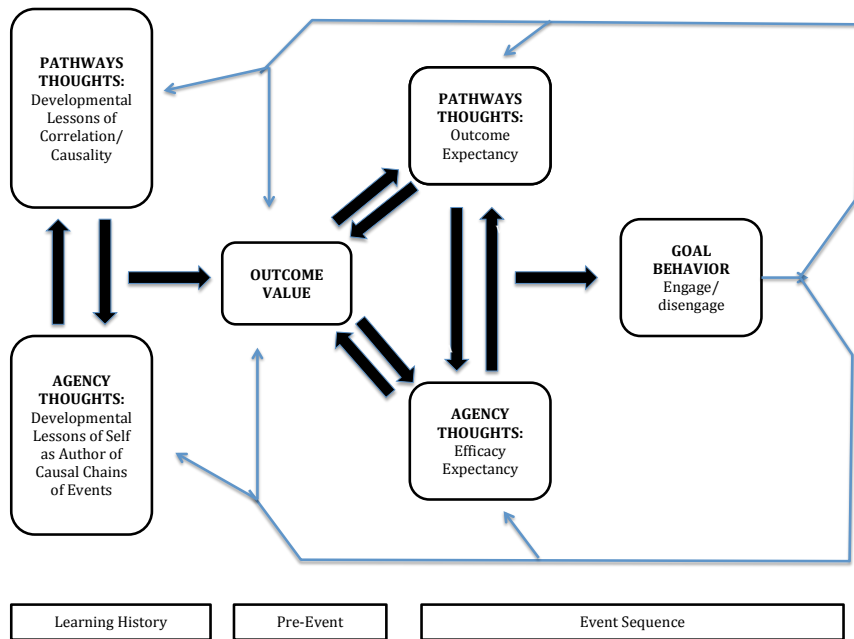 PATHWAYS
THOUGHTS:
Developmental
Lessons of
Correlation/
Causality
AGENCY
THOUGHTS:
Developmental
Lessons of Self
as Author of
Causal Chains
of Events
OUTCOME
VALUE
PATHWAYS
THOUGHTS:
Outcome
Expectancy
AGENCY
THOUGHTS:
Efficacy
Expectancy
GOAL
BEHAVIOR
Engage/
disengage
Learning History
Pre-Event
Event Sequence